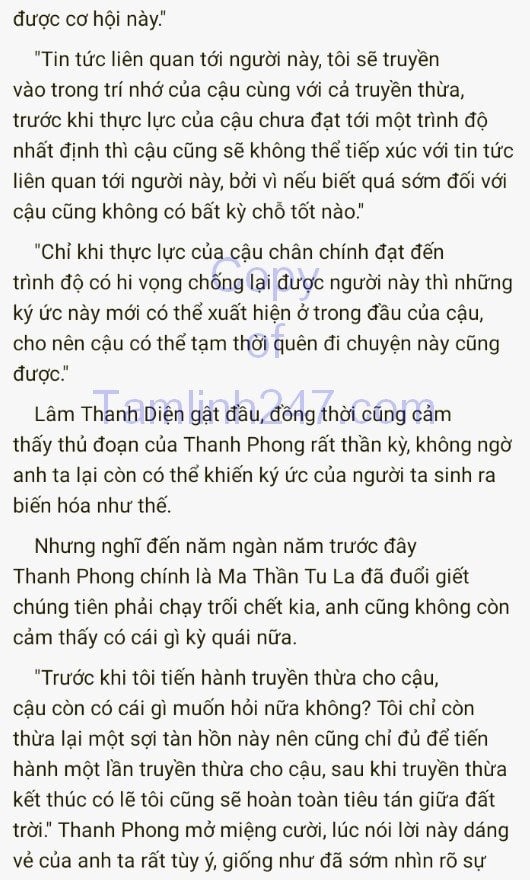 được cơ hội này."
"Tin tức liên quan tới người này, tôi sẽ truyền
vào trong trí nhớ của cậu cùng với cả truyền thừa,
trước khi thực lực của cậu chưa đạt tới một trình độ
nhất định thì cậu cũng sẽ không thể tiếp xúc với tin tức
liên quan tới người này, bởi vì nếu biết quá sớm đối với
cậu cũng không có bất kỳ chỗ tốt nào."
"Chỉ khi thực lực của cậu chân chính đạt đến
trình độ có hi vọng chống lại được người này thì những
ký ức này mới có thể xuất hiện ở trong đầu của cậu,
cho nên cậu có thể tạm thời quên đi chuyện này cũng
được."
Lâm Thanh Diện gật đầu, đồng thời cũng cảm
thấy thủ đoạn của Thanh Phong rất thần kỳ, không ngờ
anh ta lại còn có thể khiến ký ức của người ta sinh ra
biến hóa như thế.
Nhưng nghĩ đến năm ngàn năm trước đây
Thanh Phong chính là Ma Thần Tu La đã đuổi giết
chúng tiên phải chạy trối chết kia, anh cũng không còn
cảm thấy có cái gì kỳ quái nữa.
"Trước khi tôi tiến hành truyền thừa cho cậu,
cậu còn có cái gì muốn hỏi nữa không? Tôi chỉ còn
thừa lại một sợi tàn hồn này nên cũng chỉ đủ để tiến
hành một lần truyền thừa cho cậu, sau khi truyền thừa
kết thúc có lẽ tôi cũng sẽ hoàn toàn tiêu tán giữa đất
trời." Thanh Phong mở miệng cười, lúc nói lời này dáng
vẻ của anh ta rất tùy ý, giống như đã sớm nhìn rõ sự
Copy
of
Tamlinh247.com